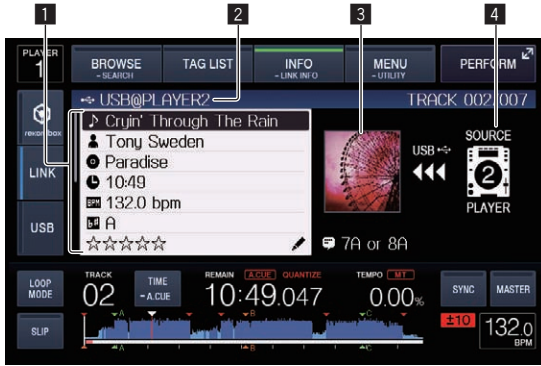 1 2 3 4
PLAYER 1
BROWSE
- SEARCH
TAG LIST
INFO
- LINK INFO
MENU
- UTILITY
PERFORM
USB@PLAYER2
TRACK 002/007
rekordbox
LINK
USB
Cryin' Through The Rain
Tony Sweden
Paradise
10:49
BPM 132.0 bpm
A
USB
SOURCE
2
PLAYER
7A or 8A
LOOP
MODE
TRACK
02
TIME
- A.CUE
REMAIN A.CUE QUANTIZE
10:49.047
TEMPO MT
0.00%
SYNC
MASTER
SLIP
A B C
A B C
±10
132.0
BPM